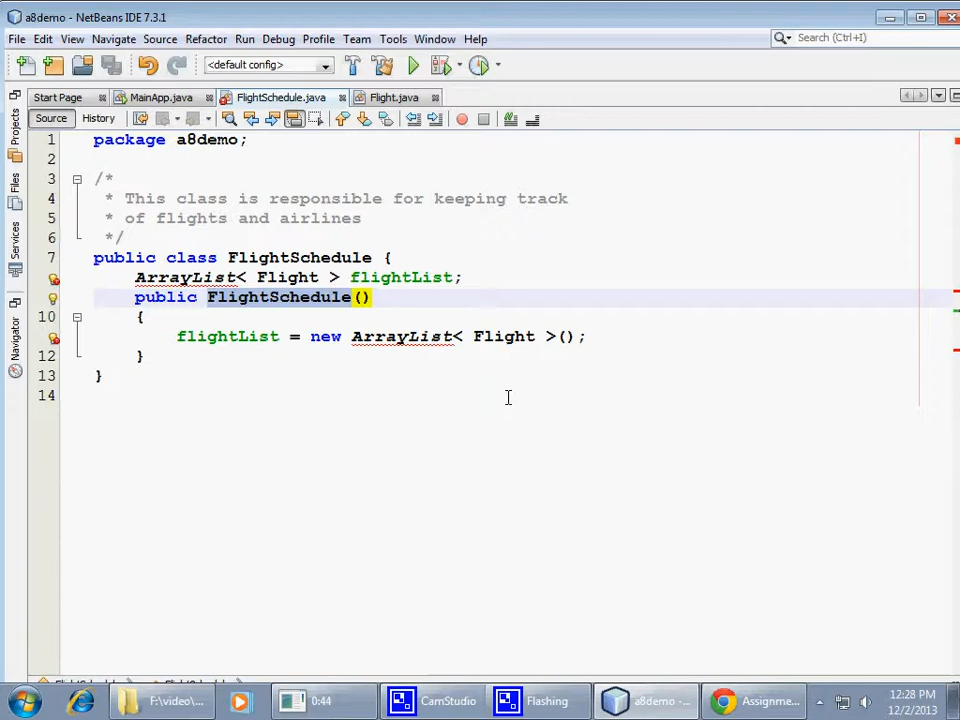 a8demo - NetBeans IDE 7.3.1
File Edit View Navigate Source Refactor Run Debug Profile Team Tools Window Help
Search (Ctrl+I)
<default config>
Start Page MainApp.java FlightSchedule.java Flight.java
Source History
Projects
Files
Services
Navigator
1 package a8demo;
2
3 /*
4 * This class is responsible for keeping track
5 * of flights and airlines
6 */
7 public class FlightSchedule {
ArrayList< Flight > flightList;
public FlightSchedule()
10 {
flightList = new ArrayList< Flight >();
12 }
13 }
14
F:\video\... 0:44 CamStudio Flashing a8demo -... Assignme...
12:28 PM
12/2/2013